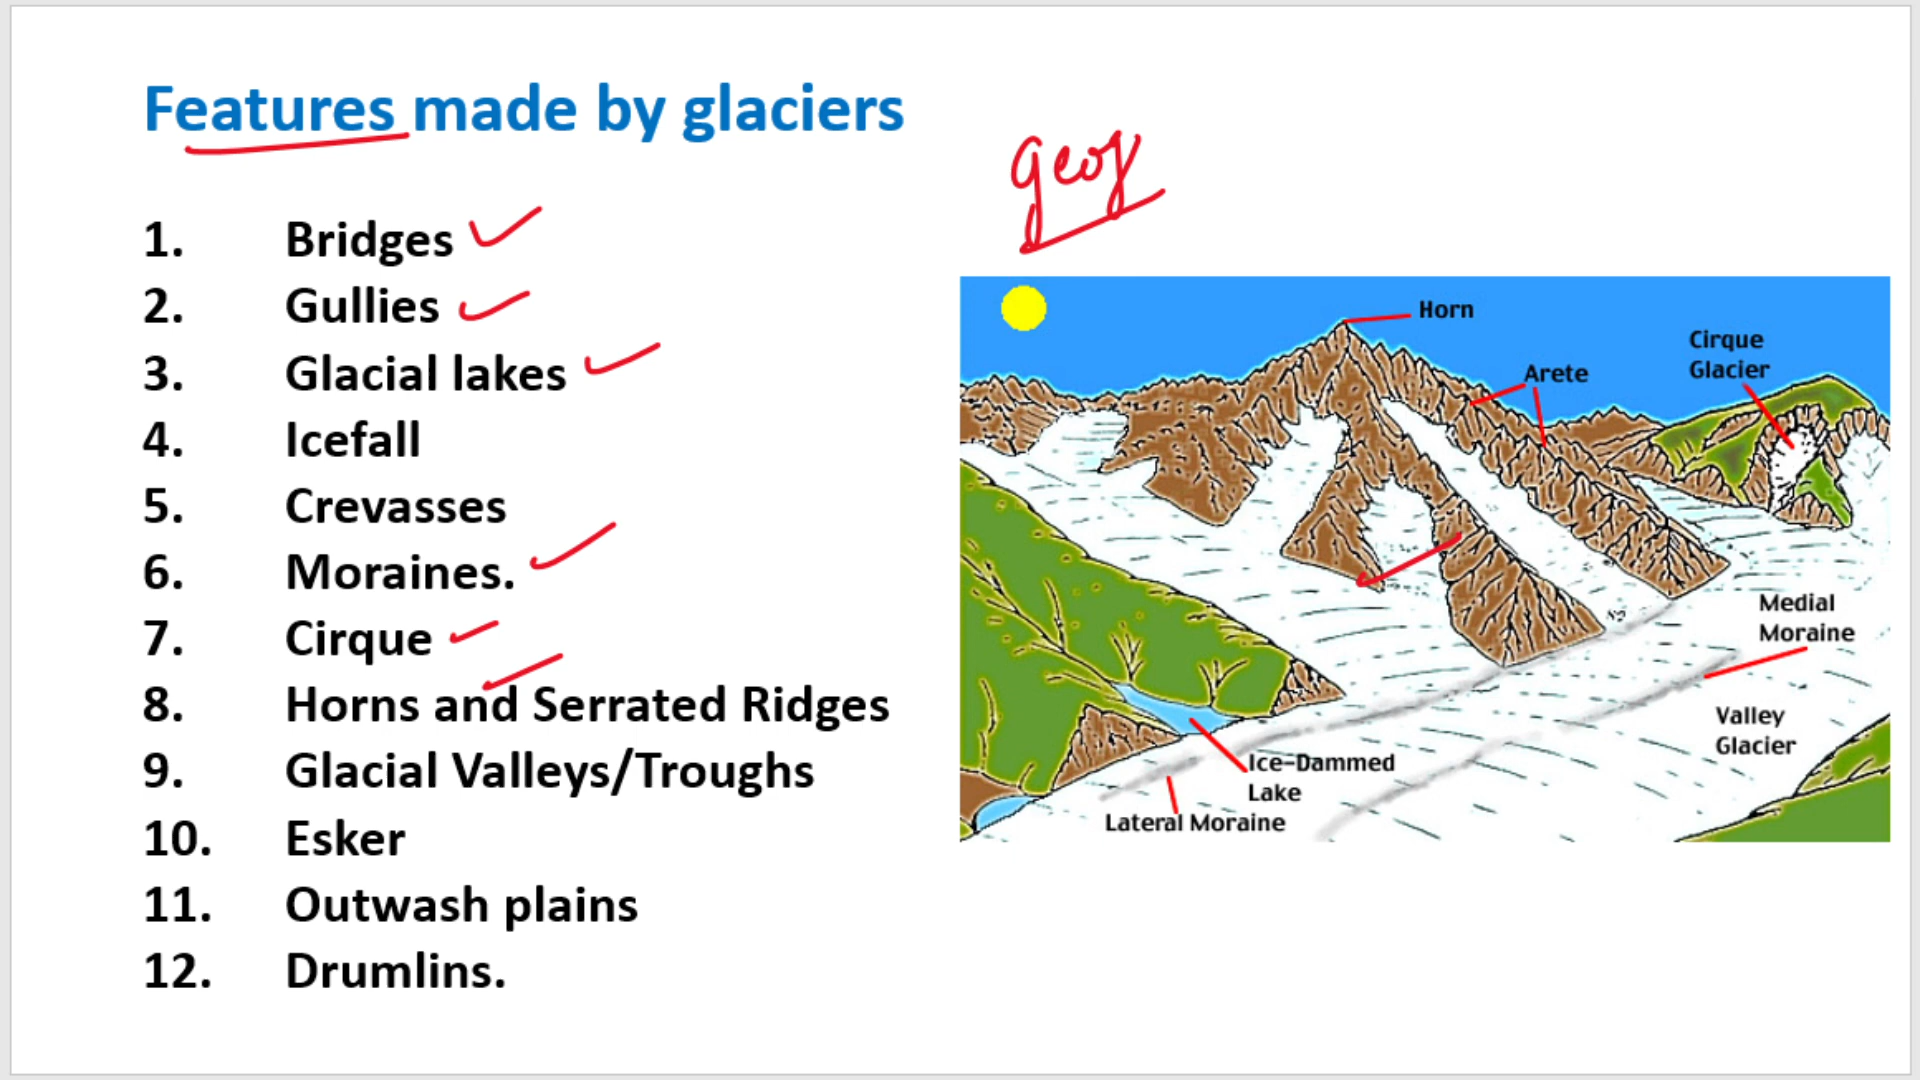 Features made by glaciers
geog
1. Bridges
2. Gullies
3. Glacial lakes
4. Icefall
5. Crevasses
6. Moraines.
7. Cirque
8. Horns and Serrated Ridges
9. Glacial Valleys/Troughs
10. Esker
11. Outwash plains
12. Drumlins.
Horn
Cirque
Glacier
Arete
Medial
Moraine
Valley
Glacier
Ice-Dammed
Lake
Lateral Moraine